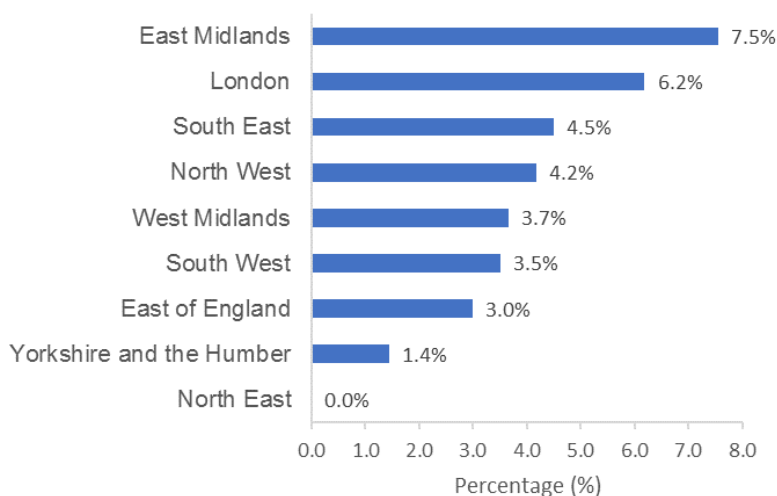 East Midlands 7.5%
London 6.2%
South East 4.5%
North West 4.2%
West Midlands 3.7%
South West 3.5%
East of England 3.0%
Yorkshire and the Humber 1.4%
North East 0.0%
0.0 1.0 2.0 3.0 4.0 5.0 6.0 7.0 8.0
Percentage (%)